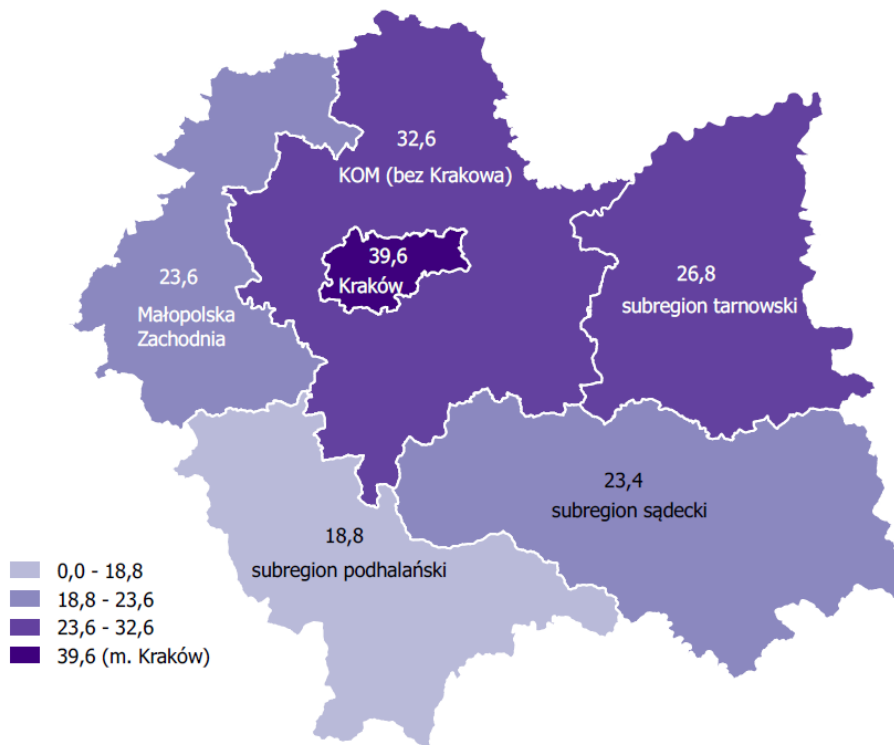 32,6
KOM (bez Krakowa)
39,6
Kraków
23,6
Małopolska
Zachodnia
26,8
subregion tarnowski
23,4
subregion sądecki
18,8
subregion podhalański
0,0 - 18,8
18,8 - 23,6
23,6 - 32,6
39,6 (m. Kraków)